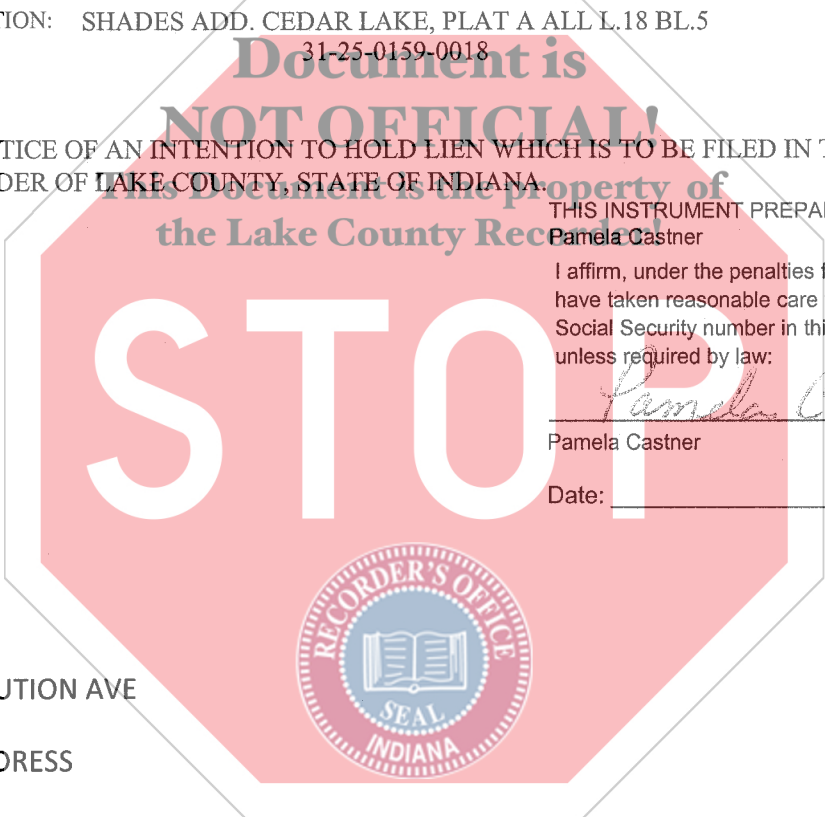 TION: SHADES ADD. CEDAR LAKE, PLAT A ALL L.18 BL.5
31-25-0159-0018
Document is
NOT OFFICIAL!
TICE OF AN INTENTION TO HOLD LIEN WHICH IS TO BE FILED IN T
DER OF LAKE COUNTY, STATE OF INDIANA.
This Document is the property of
the Lake County Recorder!
THIS INSTRUMENT PREPA
Pamela Castner
I affirm, under the penalties f
have taken reasonable care
Social Security number in thi
unless required by law:
Pamela C
Pamela Castner
Date:
STOP
RECORDER'S OFFICE
SEAL
INDIANA
UTION AVE
DRESS